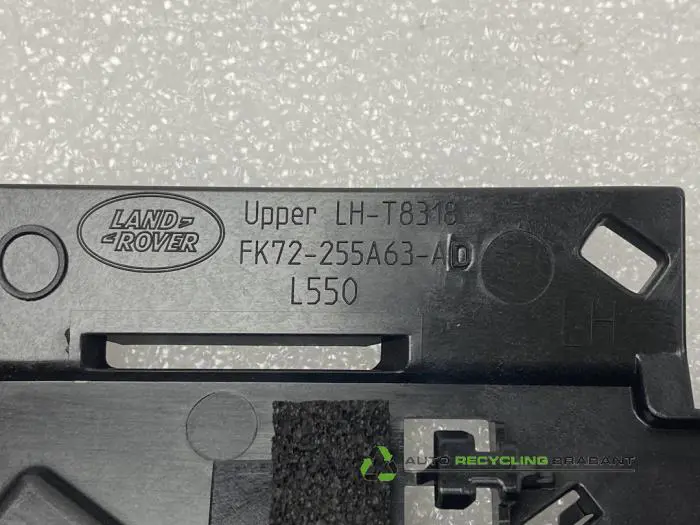 LAND-
-ROVER
Upper LH-T8318
FK72-255A63-AD
L550
LH
AUTO RECYCLING BRABANT